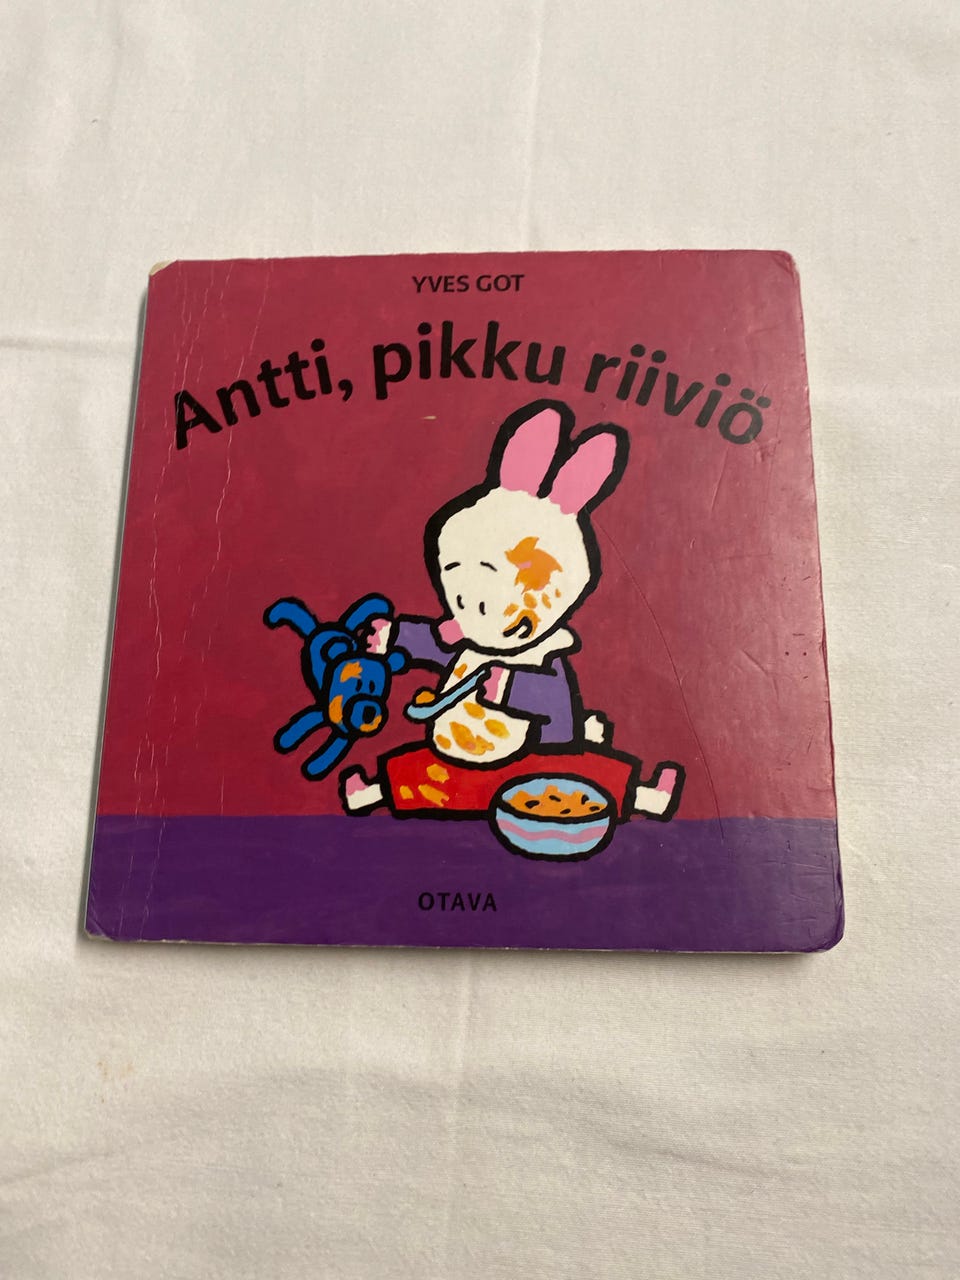 YVES GOT
Antti, pikku riiviö
OTAVA